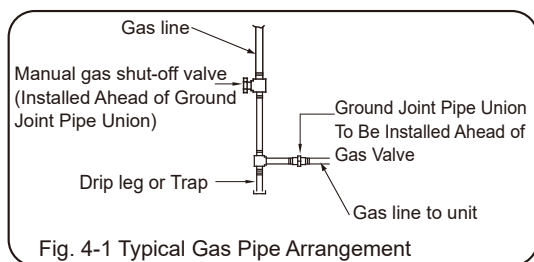 Gas line
Manual gas shut-off valve
(Installed Ahead of Ground
Joint Pipe Union)
Ground Joint Pipe Union
To Be Installed Ahead of
Gas Valve
Drip leg or Trap
Gas line to unit
Fig. 4-1 Typical Gas Pipe Arrangement